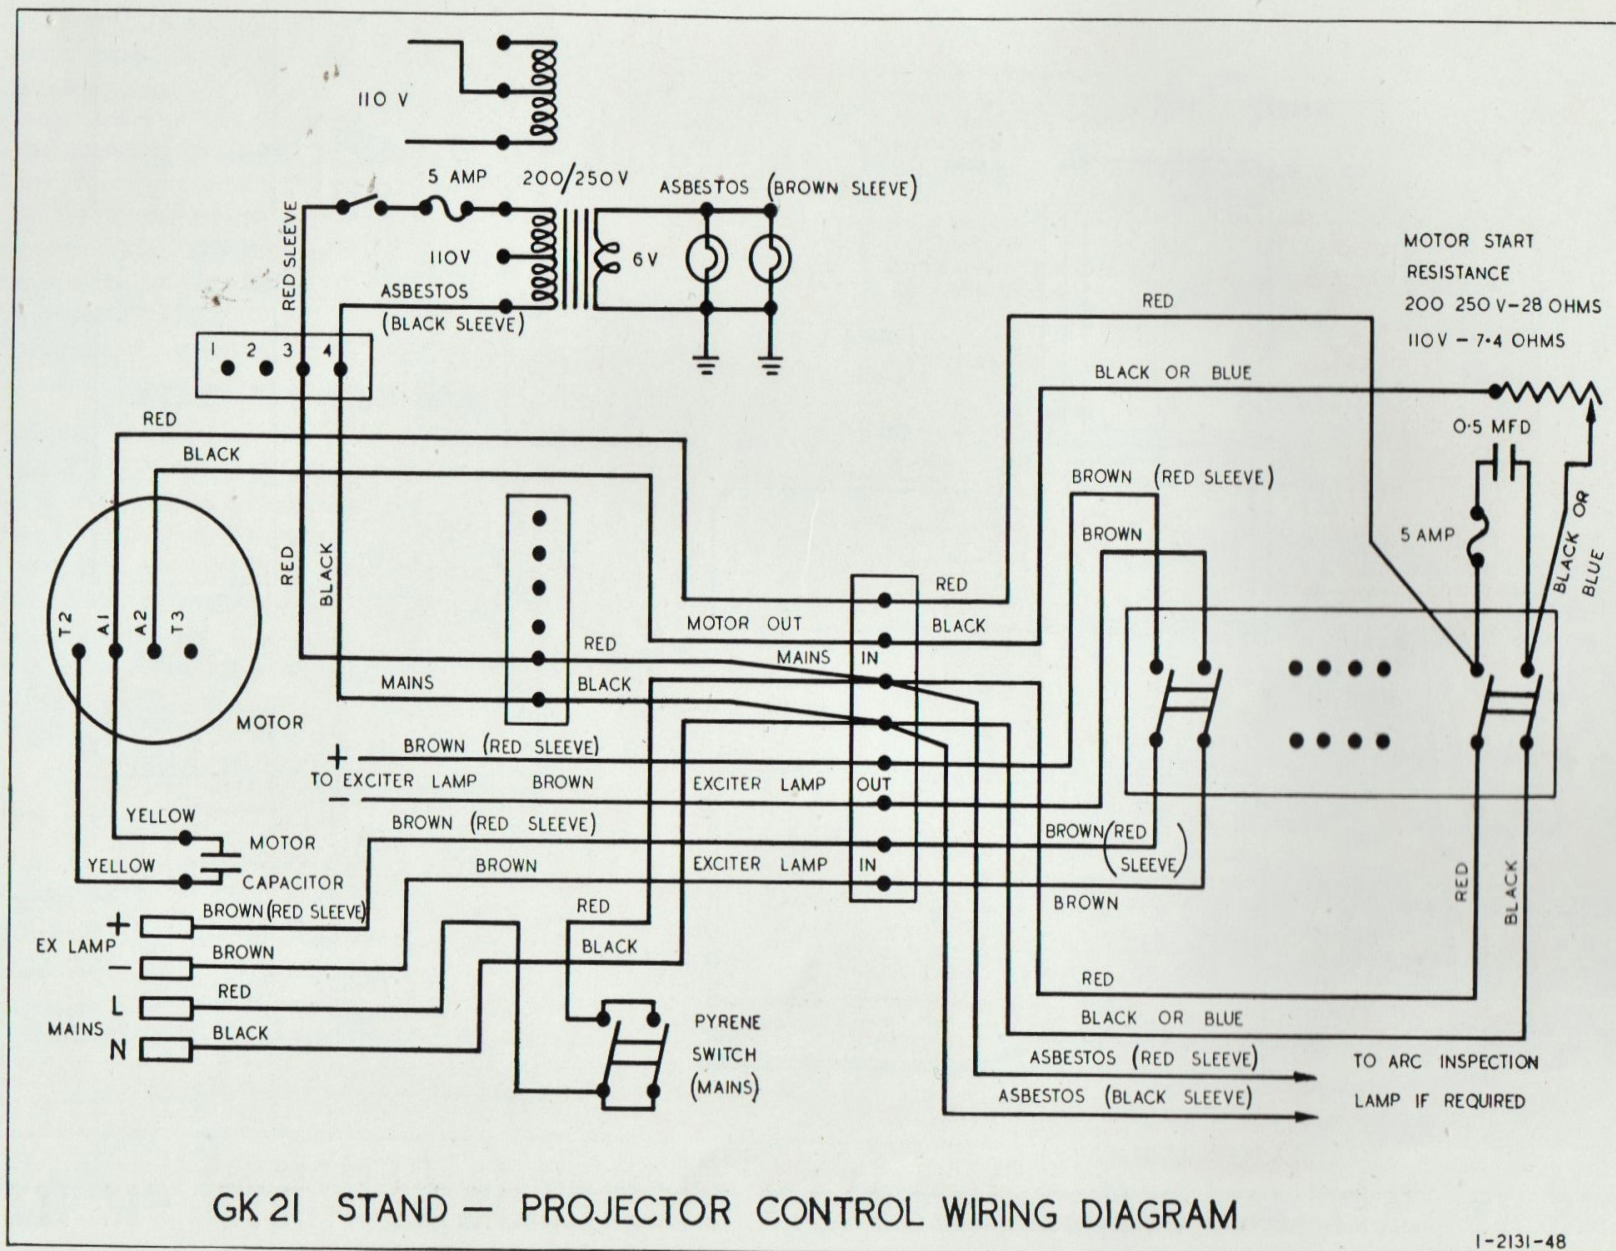 110 V
5 AMP
200/250V
ASBESTOS (BROWN SLEEVE)
RED SLEEVE
110V
6V
ASBESTOS
(BLACK SLEEVE)
MOTOR START
RESISTANCE
200 250V-28 OHMS
110V - 7·4 OHMS
1 2 3 4
RED
BLACK OR BLUE
0·5 MFD
RED
BLACK
BROWN (RED SLEEVE)
BROWN
5 AMP
BLACK OR
BLUE
RED
BLACK
T2
A1
A2
T3
MOTOR
RED
BLACK
MOTOR OUT
RED
MAINS IN
MAINS
BLACK
BROWN (RED SLEEVE)
+
TO EXCITER LAMP
BROWN
EXCITER LAMP OUT
−
YELLOW
MOTOR
BROWN (RED SLEEVE)
YELLOW
CAPACITOR
BROWN
EXCITER LAMP IN
BROWN (RED
SLEEVE)
BROWN
RED
BLACK
+
BROWN (RED SLEEVE)
EX LAMP
−
BROWN
RED
BLACK
L
RED
MAINS
N
BLACK
PYRENE
SWITCH
(MAINS)
RED
BLACK OR BLUE
ASBESTOS (RED SLEEVE)
TO ARC INSPECTION
ASBESTOS (BLACK SLEEVE)
LAMP IF REQUIRED
GK 21 STAND — PROJECTOR CONTROL WIRING DIAGRAM
1-2131-48